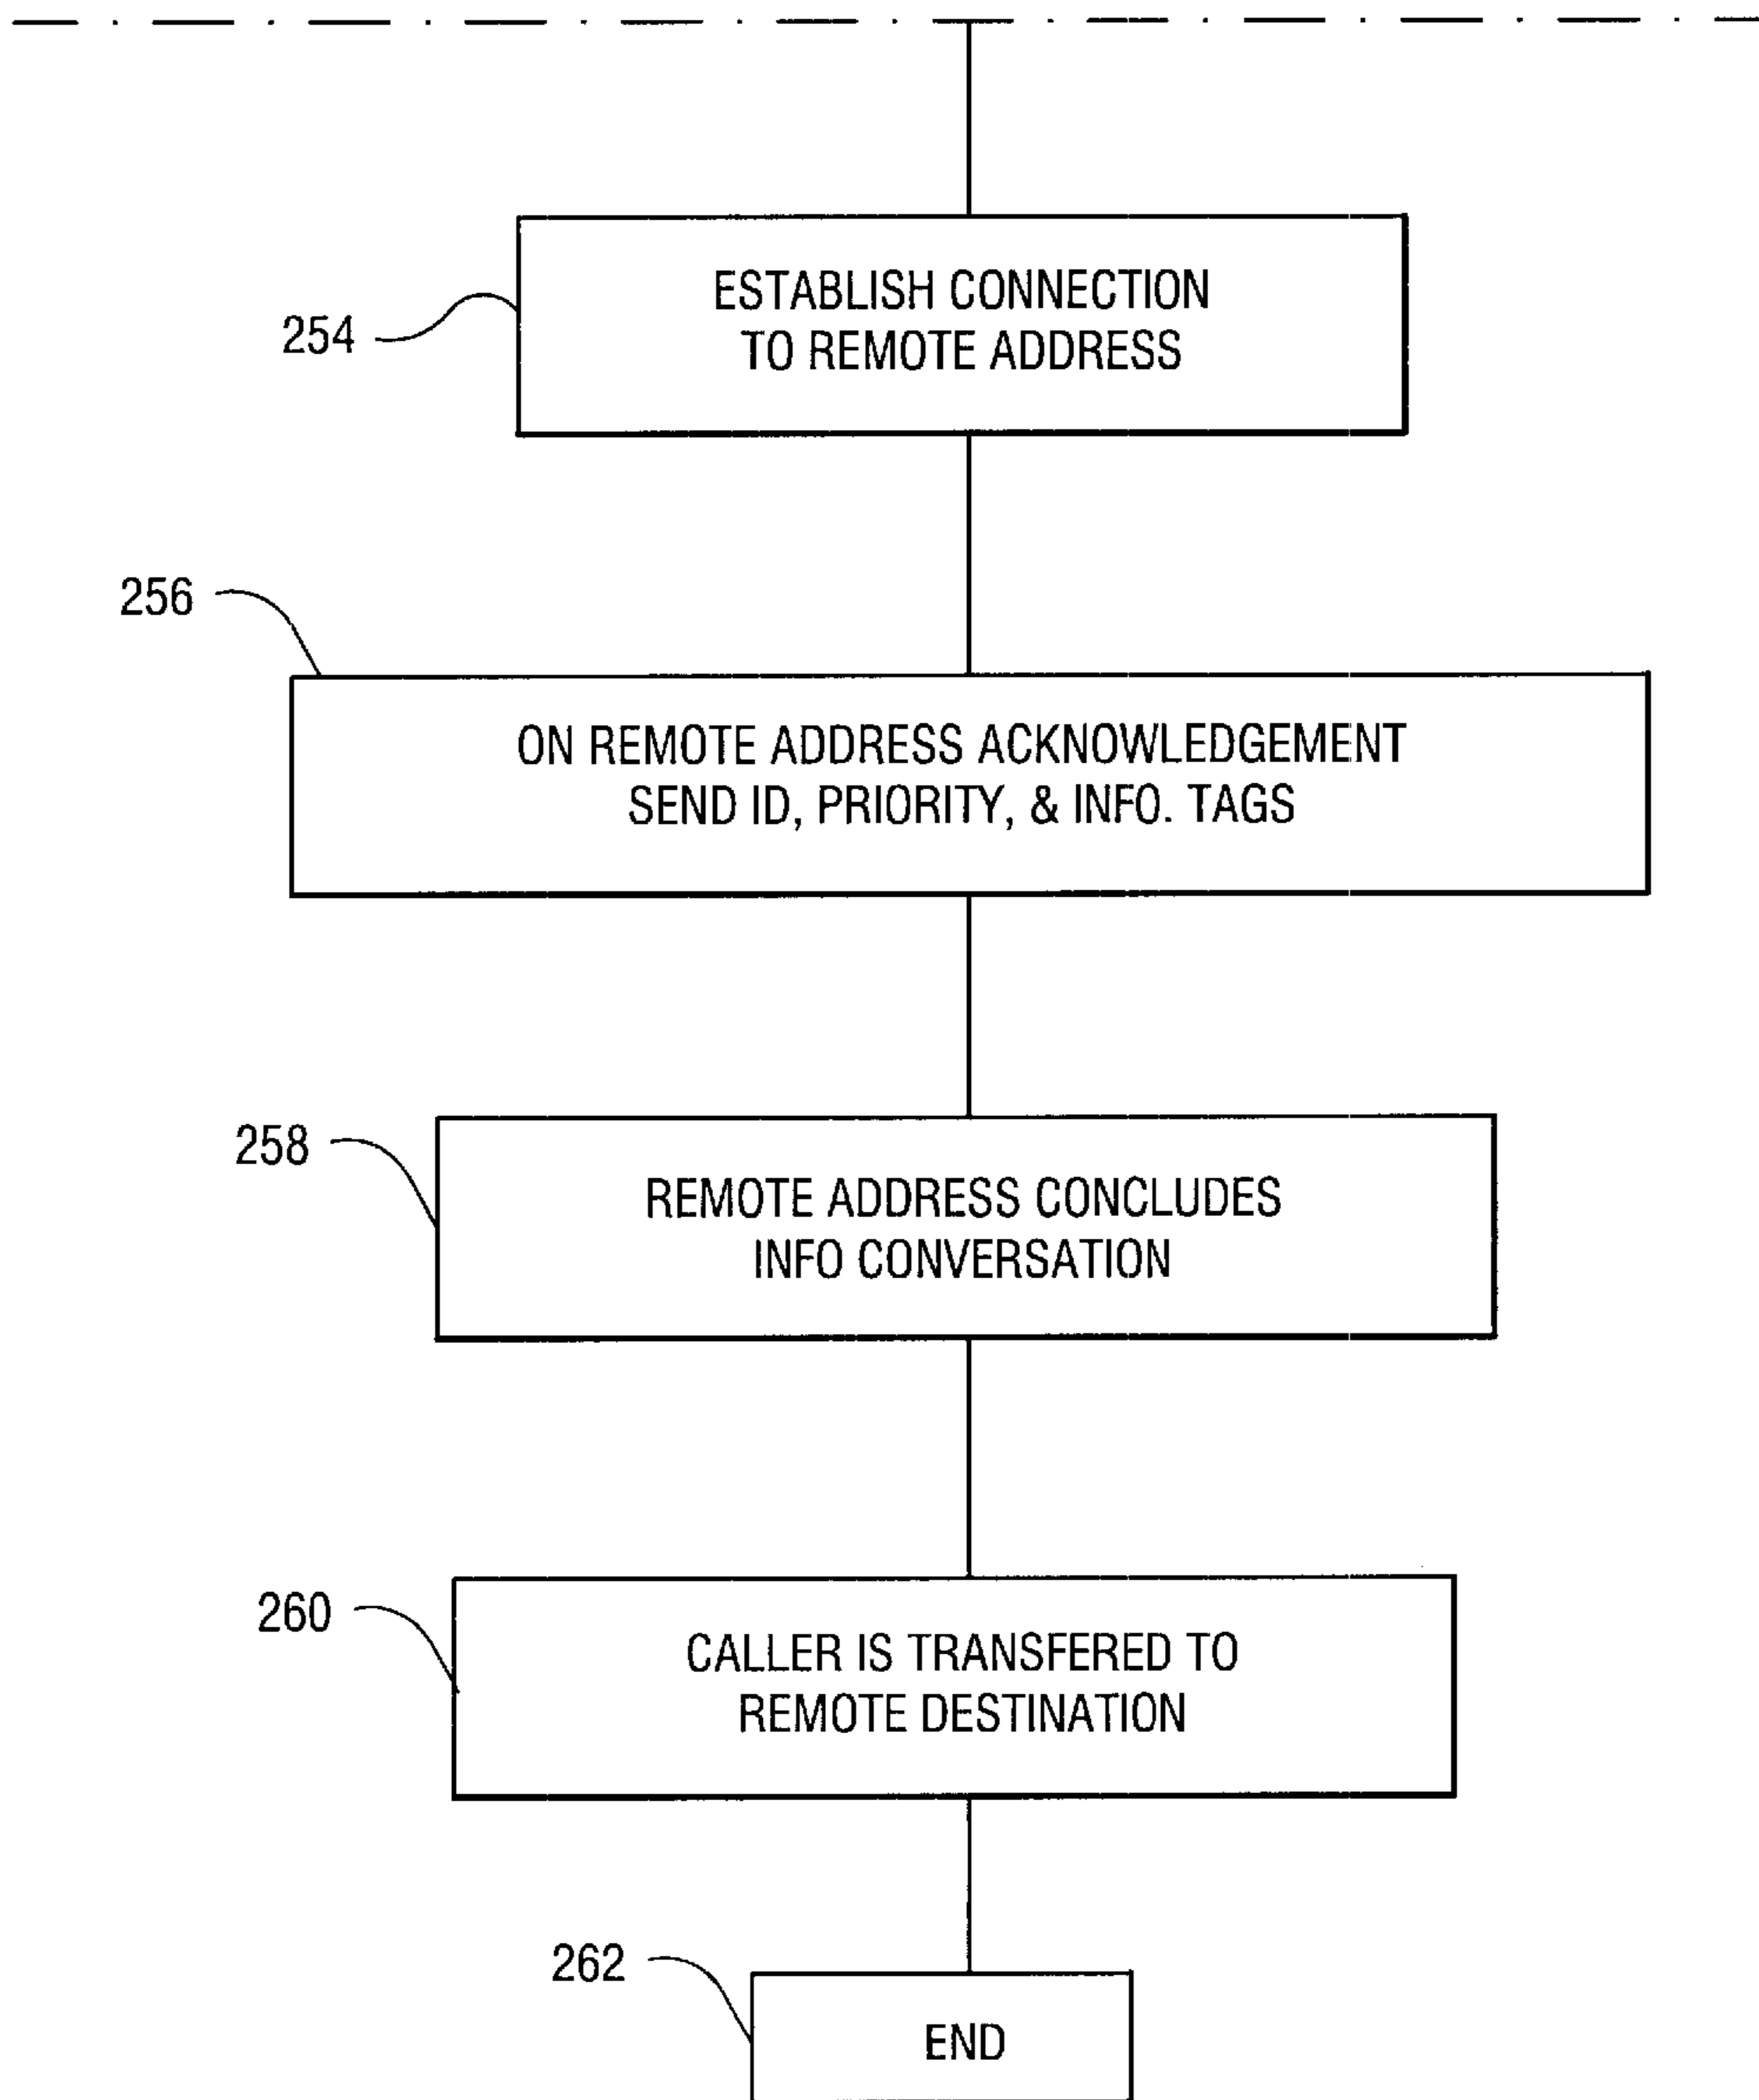 254
ESTABLISH CONNECTION
TO REMOTE ADDRESS
256
ON REMOTE ADDRESS ACKNOWLEDGEMENT
SEND ID, PRIORITY, & INFO. TAGS
258
REMOTE ADDRESS CONCLUDES
INFO CONVERSATION
260
CALLER IS TRANSFERED TO
REMOTE DESTINATION
262
END